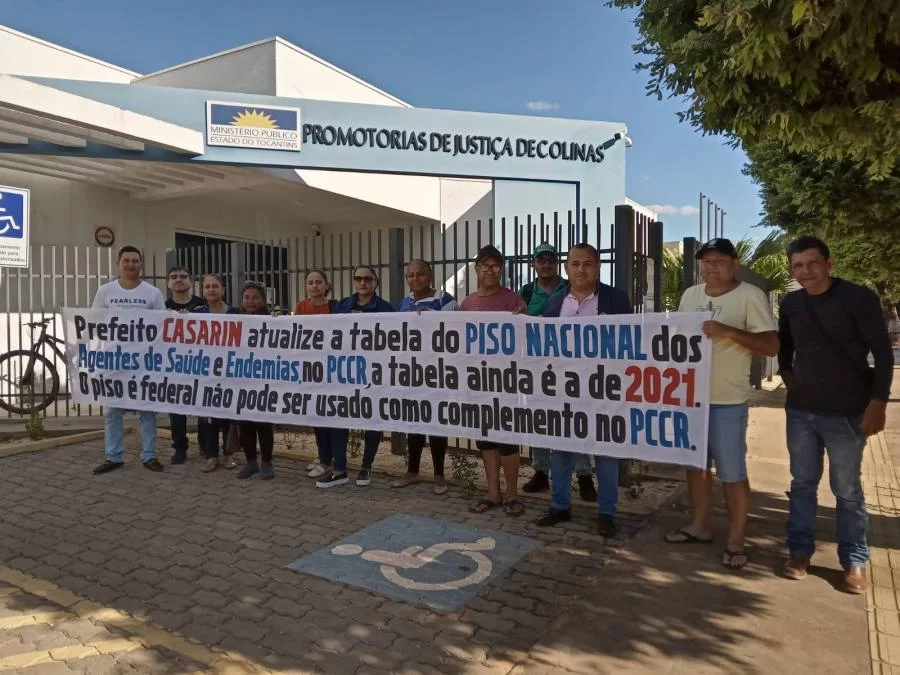 MINISTÉRIO PÚBLICO
ESTADO DO TOCANTINS
PROMOTORIAS DE JUSTIÇA DE COLINAS
FEARLESS
Prefeito CASARIN atualize a tabela do PISO NACIONAL dos
Agentes de Saúde e Endemias, no PCCR, a tabela ainda é a de 2021.
O piso é federal não pode ser usado como complemento no PCCR.